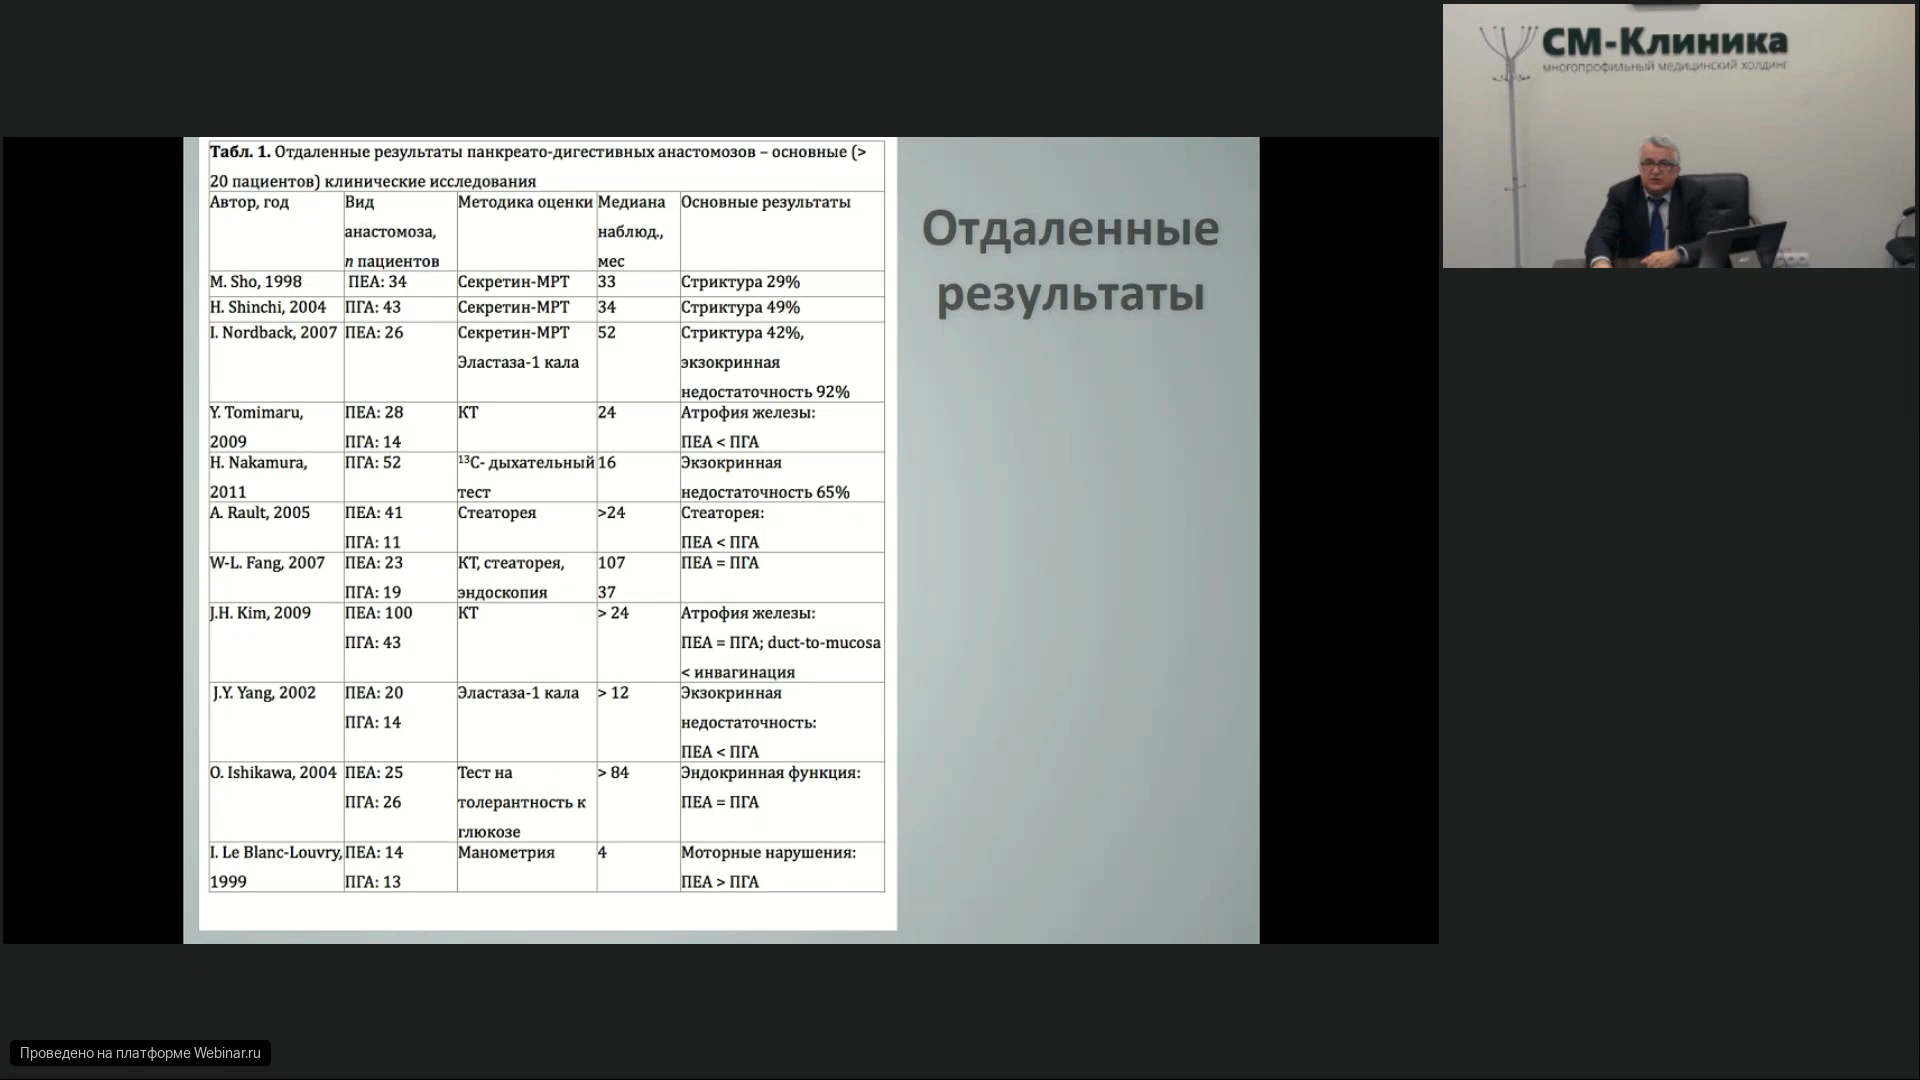 СМ-Клиника
многопрофильный медицинский холдинг
Табл. 1. Отдаленные результаты панкреато-дигестивных анастомозов – основные (>
20 пациентов) клинические исследования
Автор, год
Вид
анастомоза,
n пациентов
Методика оценки
Медиана
наблюд.,
мес
Основные результаты
M. Sho, 1998
ПЕА: 34
Секретин-МРТ
33
Стриктура 29%
H. Shinchi, 2004
ПГА: 43
Секретин-МРТ
34
Стриктура 49%
I. Nordback, 2007
ПЕА: 26
Секретин-МРТ
Эластаза-1 кала
52
Стриктура 42%,
экзокринная
недостаточность 92%
Y. Tomimaru,
2009
ПЕА: 28
ПГА: 14
КТ
24
Атрофия железы:
ПЕА < ПГА
H. Nakamura,
2011
ПГА: 52
¹³С- дыхательный
тест
16
Экзокринная
недостаточность 65%
A. Rault, 2005
ПЕА: 41
ПГА: 11
Стеаторея
>24
Стеаторея:
ПЕА < ПГА
W-L. Fang, 2007
ПЕА: 23
ПГА: 19
КТ, стеаторея,
эндоскопия
107
37
ПЕА = ПГА
J.H. Kim, 2009
ПЕА: 100
ПГА: 43
КТ
> 24
Атрофия железы:
ПЕА = ПГА; duct-to-mucosa
< инвагинация
J.Y. Yang, 2002
ПЕА: 20
ПГА: 14
Эластаза-1 кала
> 12
Экзокринная
недостаточность:
ПЕА < ПГА
O. Ishikawa, 2004
ПЕА: 25
ПГА: 26
Тест на
толерантность к
глюкозе
> 84
Эндокринная функция:
ПЕА = ПГА
I. Le Blanc-Louvry,
1999
ПЕА: 14
ПГА: 13
Манометрия
4
Моторные нарушения:
ПЕА > ПГА
Отдаленные
результаты
Проведено на платформе Webinar.ru